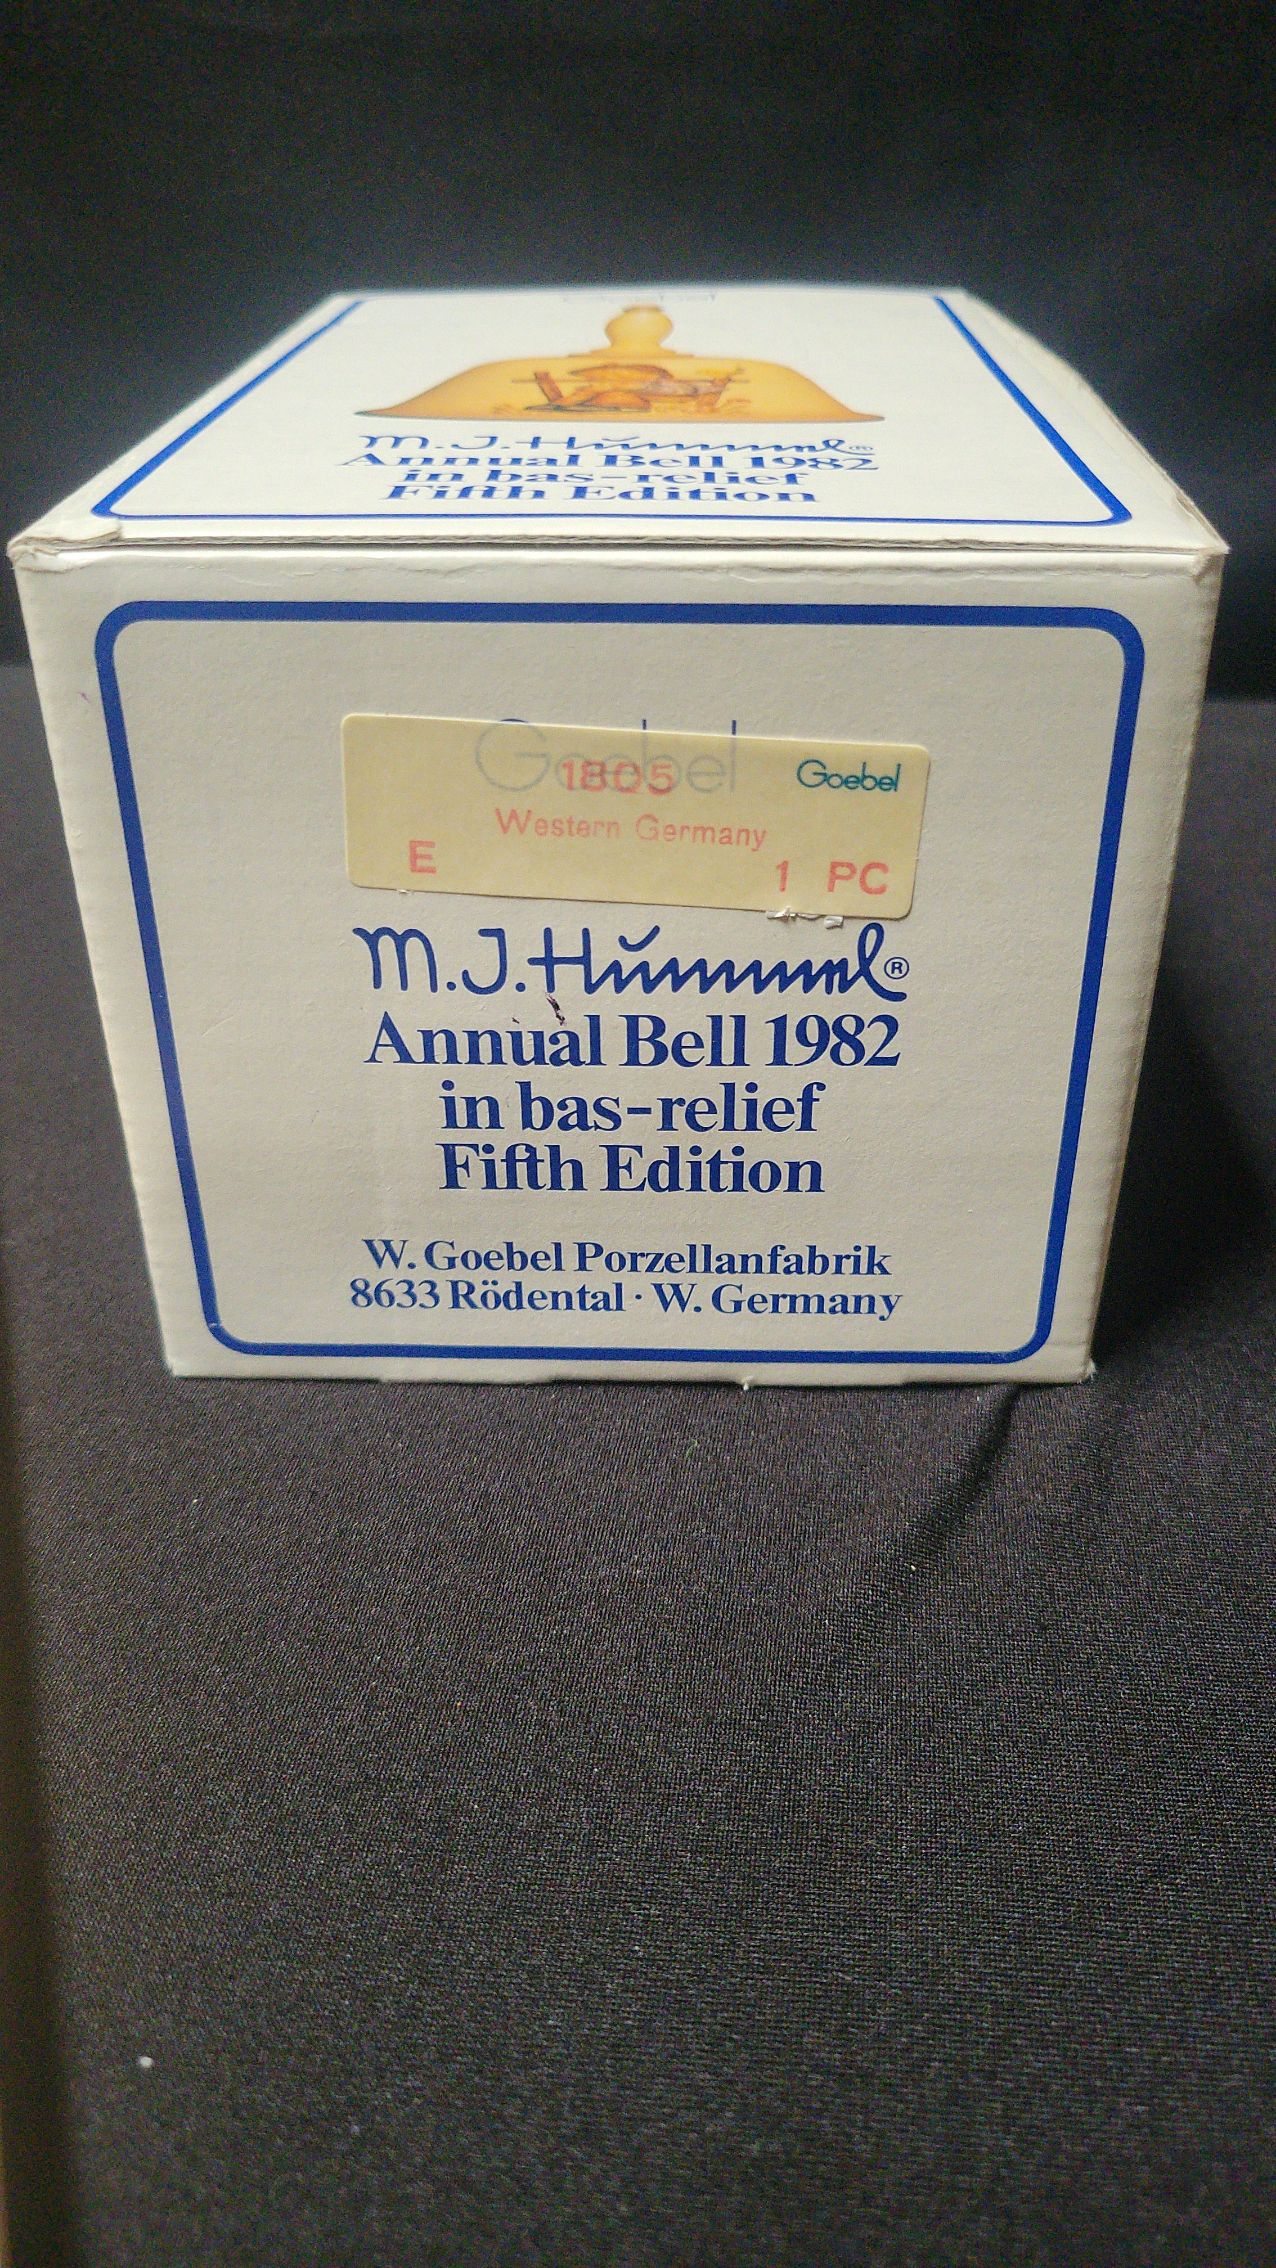 M.J.Hummel®
Annual Bell 1982
in bas-relief
Fifth Edition
Goebel
1805
Goebel
Western Germany
E 1 PC
M.J.Hummel®
Annual Bell 1982
in bas-relief
Fifth Edition
W. Goebel Porzellanfabrik
8633 Rödental · W. Germany